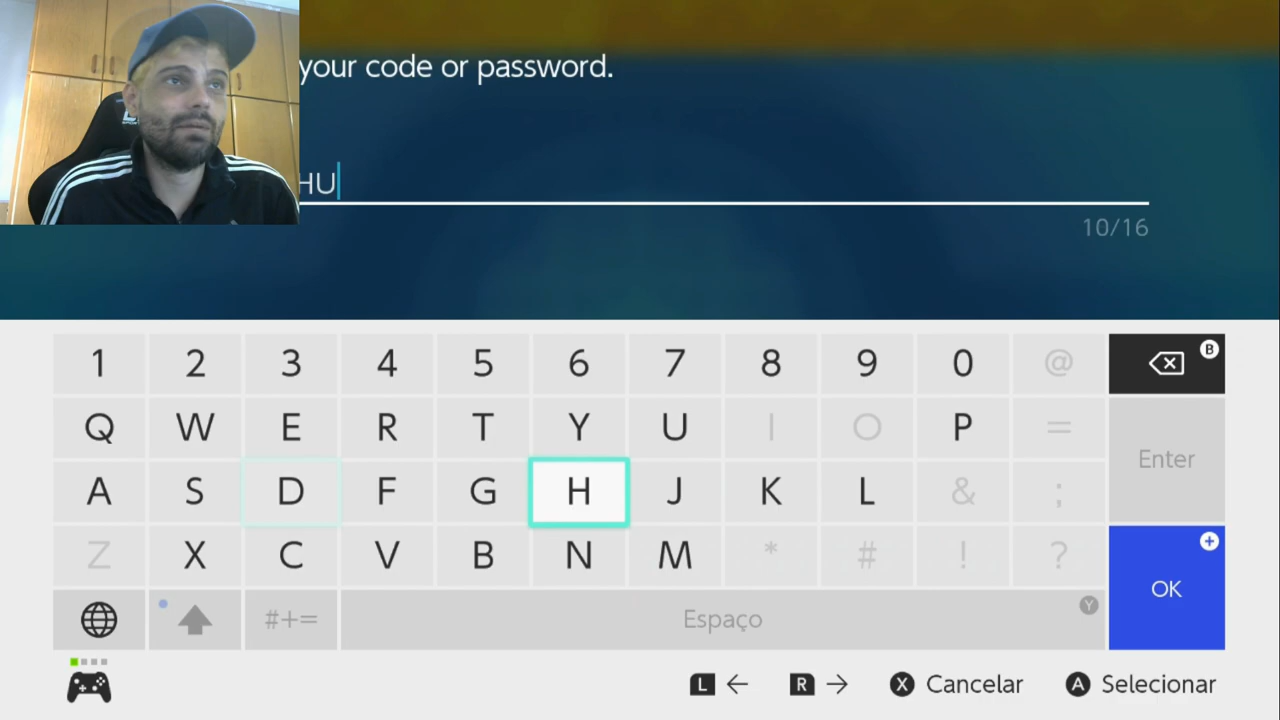 your code or password.
HU
10/16
1 2 3 4 5 6 7 8 9 0 @ B
Q W E R T Y U I O P = Enter
A S D F G H J K L & ;
Z X C V B N M * # ! ? + OK
#+= Espaço Y
L ← R → X Cancelar A Selecionar